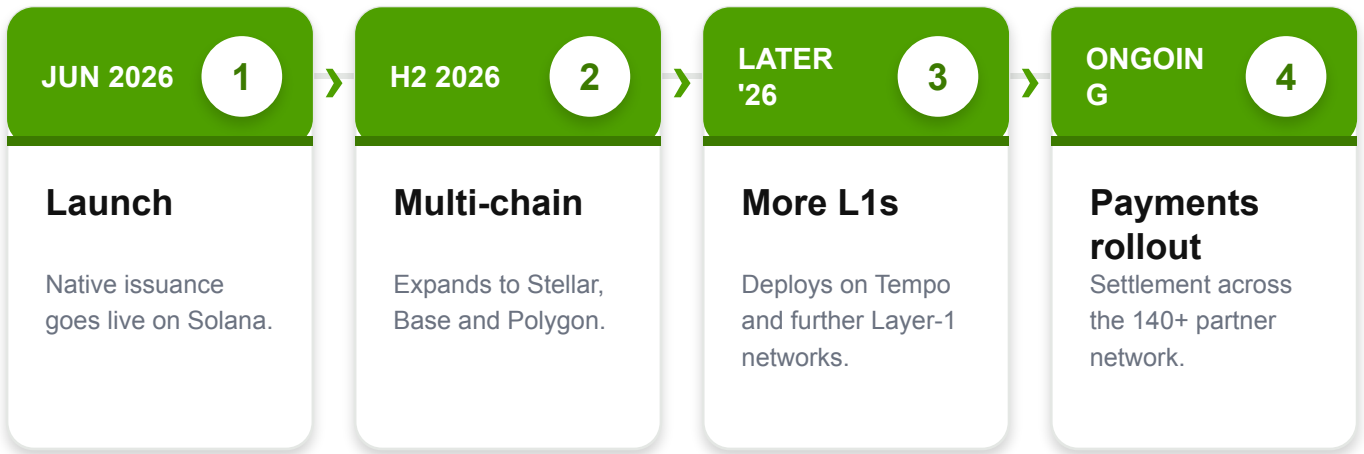 JUN 2026
1
Launch
Native issuance
goes live on Solana.
H2 2026
2
Multi-chain
Expands to Stellar,
Base and Polygon.
LATER
'26
3
More L1s
Deploys on Tempo
and further Layer-1
networks.
ONGOIN
G
4
Payments
rollout
Settlement across
the 140+ partner
network.